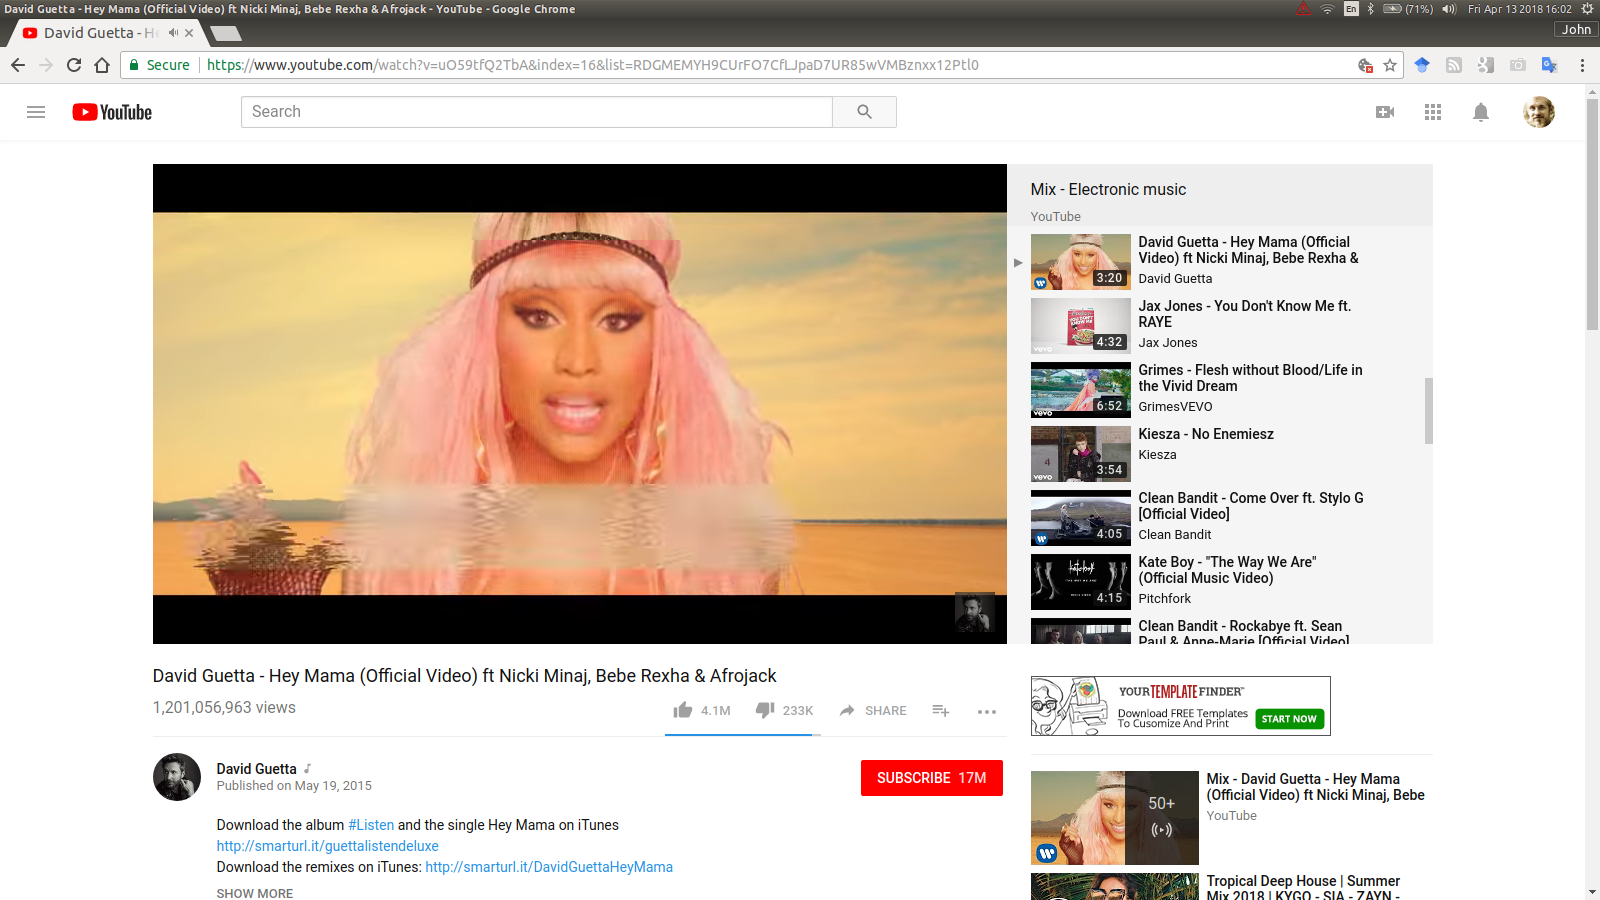 David Guetta - Hey Mama (Official Video) ft Nicki Minaj, Bebe Rexha & Afrojack - YouTube - Google Chrome
En
(71%)
Fri Apr 13 2018 16:02
David Guetta - H
John
Secure
https://www.youtube.com/watch?v=uO59tfQ2TbA&index=16&list=RDGMEMYH9CUrFO7CfLJpaD7UR85wVMBznxx12Ptl0
YouTube
Search
Mix - Electronic music
YouTube
David Guetta - Hey Mama (Official
Video) ft Nicki Minaj, Bebe Rexha &
David Guetta
3:20
Jax Jones - You Don't Know Me ft.
RAYE
Jax Jones
4:32
vevo
Grimes - Flesh without Blood/Life in
the Vivid Dream
GrimesVEVO
6:52
vevo
Kiesza - No Enemiesz
Kiesza
3:54
vevo
Clean Bandit - Come Over ft. Stylo G
[Official Video]
Clean Bandit
4:05
Kate Boy - "The Way We Are"
(Official Music Video)
Pitchfork
4:15
Clean Bandit - Rockabye ft. Sean
Paul & Anne-Marie [Official Video]
David Guetta - Hey Mama (Official Video) ft Nicki Minaj, Bebe Rexha & Afrojack
1,201,056,963 views
4.1M
233K
SHARE
YOUR TEMPLATE FINDER
Download FREE Templates
To Cusomize And Print
START NOW
David Guetta
Published on May 19, 2015
SUBSCRIBE 17M
Download the album #Listen and the single Hey Mama on iTunes
http://smarturl.it/guettalistendeluxe
Download the remixes on iTunes: http://smarturl.it/DavidGuettaHeyMama
SHOW MORE
50+
Mix - David Guetta - Hey Mama
(Official Video) ft Nicki Minaj, Bebe
YouTube
Tropical Deep House | Summer
Mix 2018 | KYGO - SIA - ZAYN -